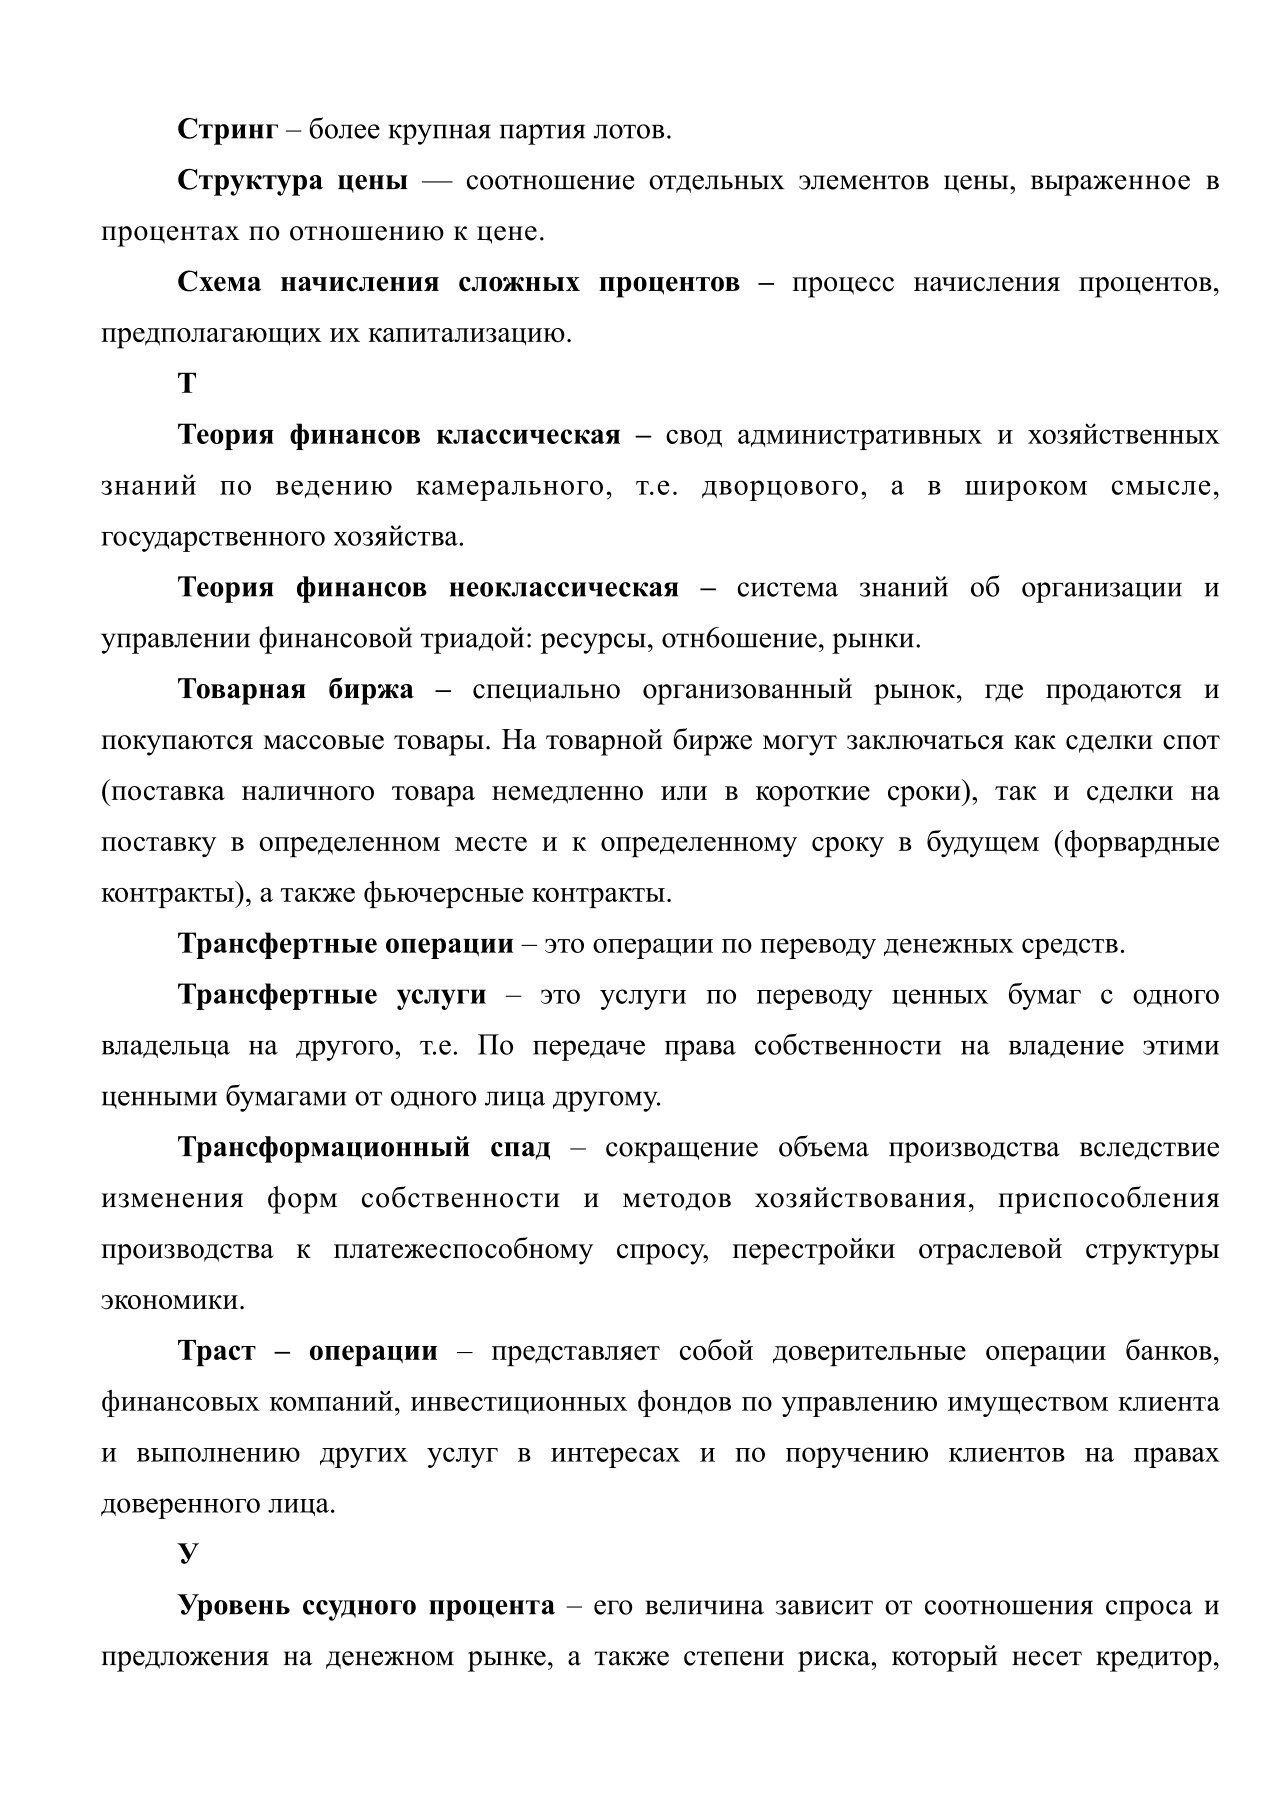 Стринг – более крупная партия лотов.
Структура цены — соотношение отдельных элементов цены, выраженное в
процентах по отношению к цене.
Схема начисления сложных процентов – процесс начисления процентов,
предполагающих их капитализацию.
Т
Теория финансов классическая – свод административных и хозяйственных
знаний по ведению камерального, т.е. дворцового, а в широком смысле,
государственного хозяйства.
Теория финансов неоклассическая – система знаний об организации и
управлении финансовой триадой: ресурсы, отн6ошение, рынки.
Товарная биржа – специально организованный рынок, где продаются и
покупаются массовые товары. На товарной бирже могут заключаться как сделки спот
(поставка наличного товара немедленно или в короткие сроки), так и сделки на
поставку в определенном месте и к определенному сроку в будущем (форвардные
контракты), а также фьючерсные контракты.
Трансфертные операции – это операции по переводу денежных средств.
Трансфертные услуги – это услуги по переводу ценных бумаг с одного
владельца на другого, т.е. По передаче права собственности на владение этими
ценными бумагами от одного лица другому.
Трансформационный спад – сокращение объема производства вследствие
изменения форм собственности и методов хозяйствования, приспособления
производства к платежеспособному спросу, перестройки отраслевой структуры
экономики.
Траст – операции – представляет собой доверительные операции банков,
финансовых компаний, инвестиционных фондов по управлению имуществом клиента
и выполнению других услуг в интересах и по поручению клиентов на правах
доверенного лица.
У
Уровень ссудного процента – его величина зависит от соотношения спроса и
предложения на денежном рынке, а также степени риска, который несет кредитор,